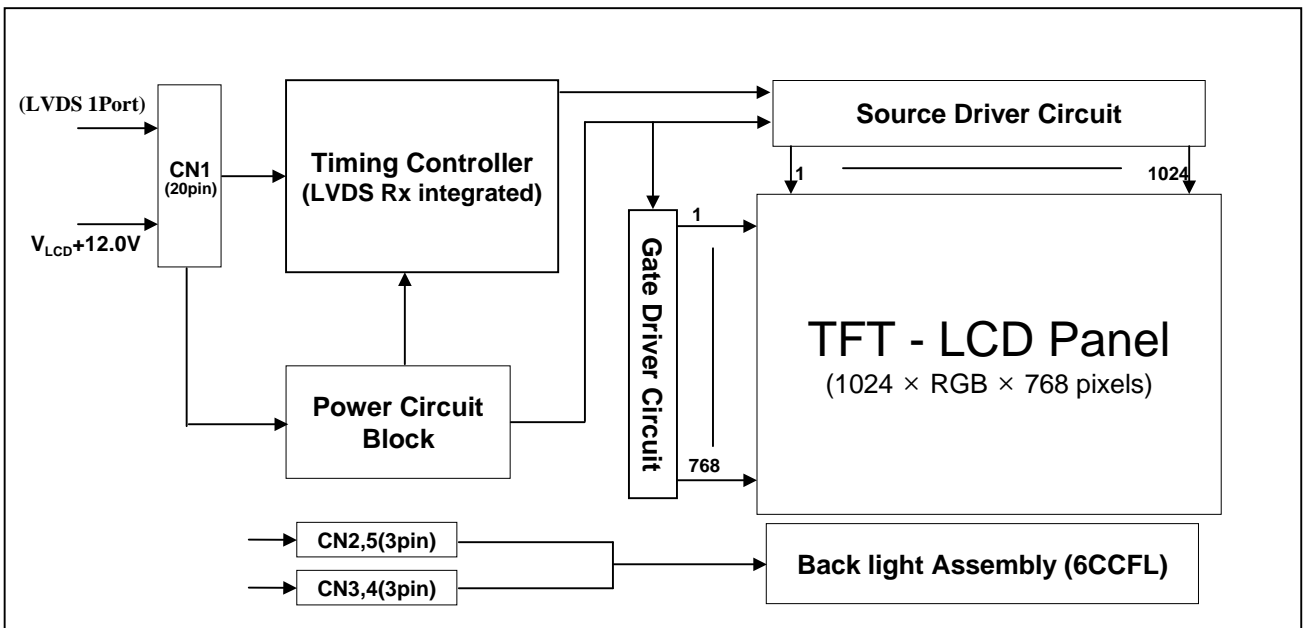 (LVDS 1Port)
CN1
(20pin)
V_LCD+12.0V
Timing Controller
(LVDS Rx integrated)
Power Circuit
Block
Source Driver Circuit
1
1024
Gate Driver Circuit
1
768
TFT - LCD Panel
(1024 × RGB × 768 pixels)
CN2,5(3pin)
CN3,4(3pin)
Back light Assembly (6CCFL)